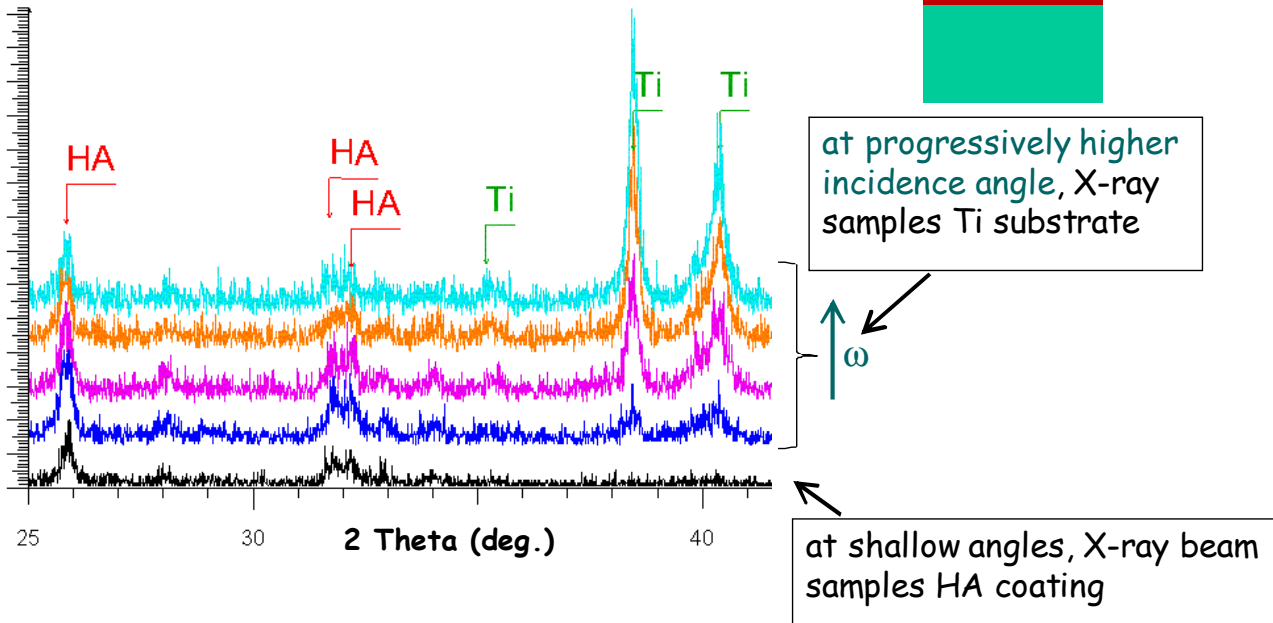 HA
HA
HA
Ti
Ti
Ti
25
30
40
2 Theta (deg.)
at progressively higher
incidence angle, X-ray
samples Ti substrate
ω
at shallow angles, X-ray beam
samples HA coating